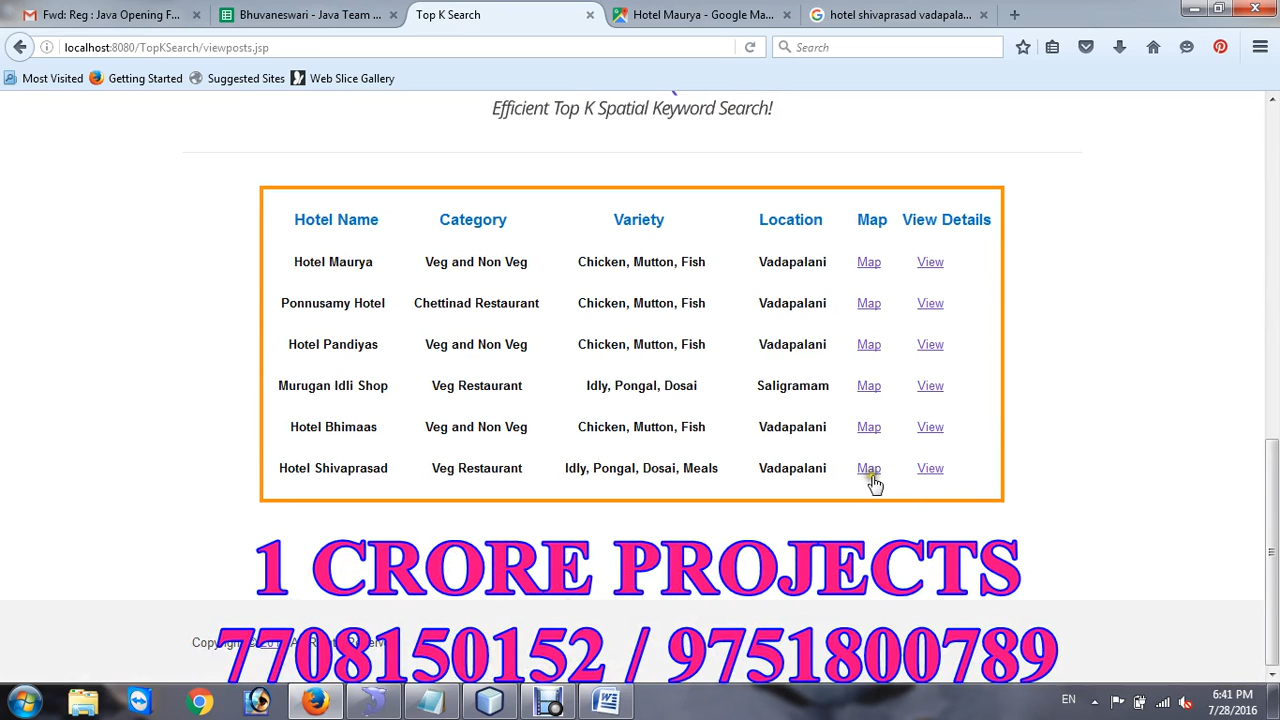 Fwd: Reg : Java Opening F...
Bhuvaneswari - Java Team ...
Top K Search
Hotel Maurya - Google Ma...
hotel shivaprasad vadapala...
localhost:8080/TopKSearch/viewposts.jsp
Search
Most Visited
Getting Started
Suggested Sites
Web Slice Gallery
Efficient Top K Spatial Keyword Search!
Hotel Name Category Variety Location Map View Details
Hotel Maurya Veg and Non Veg Chicken, Mutton, Fish Vadapalani Map View
Ponnusamy Hotel Chettinad Restaurant Chicken, Mutton, Fish Vadapalani Map View
Hotel Pandiyas Veg and Non Veg Chicken, Mutton, Fish Vadapalani Map View
Murugan Idli Shop Veg Restaurant Idly, Pongal, Dosai Saligramam Map View
Hotel Bhimaas Veg and Non Veg Chicken, Mutton, Fish Vadapalani Map View
Hotel Shivaprasad Veg Restaurant Idly, Pongal, Dosai, Meals Vadapalani Map View
1 CRORE PROJECTS
7708150152 / 9751800789
EN
6:41 PM
7/28/2016